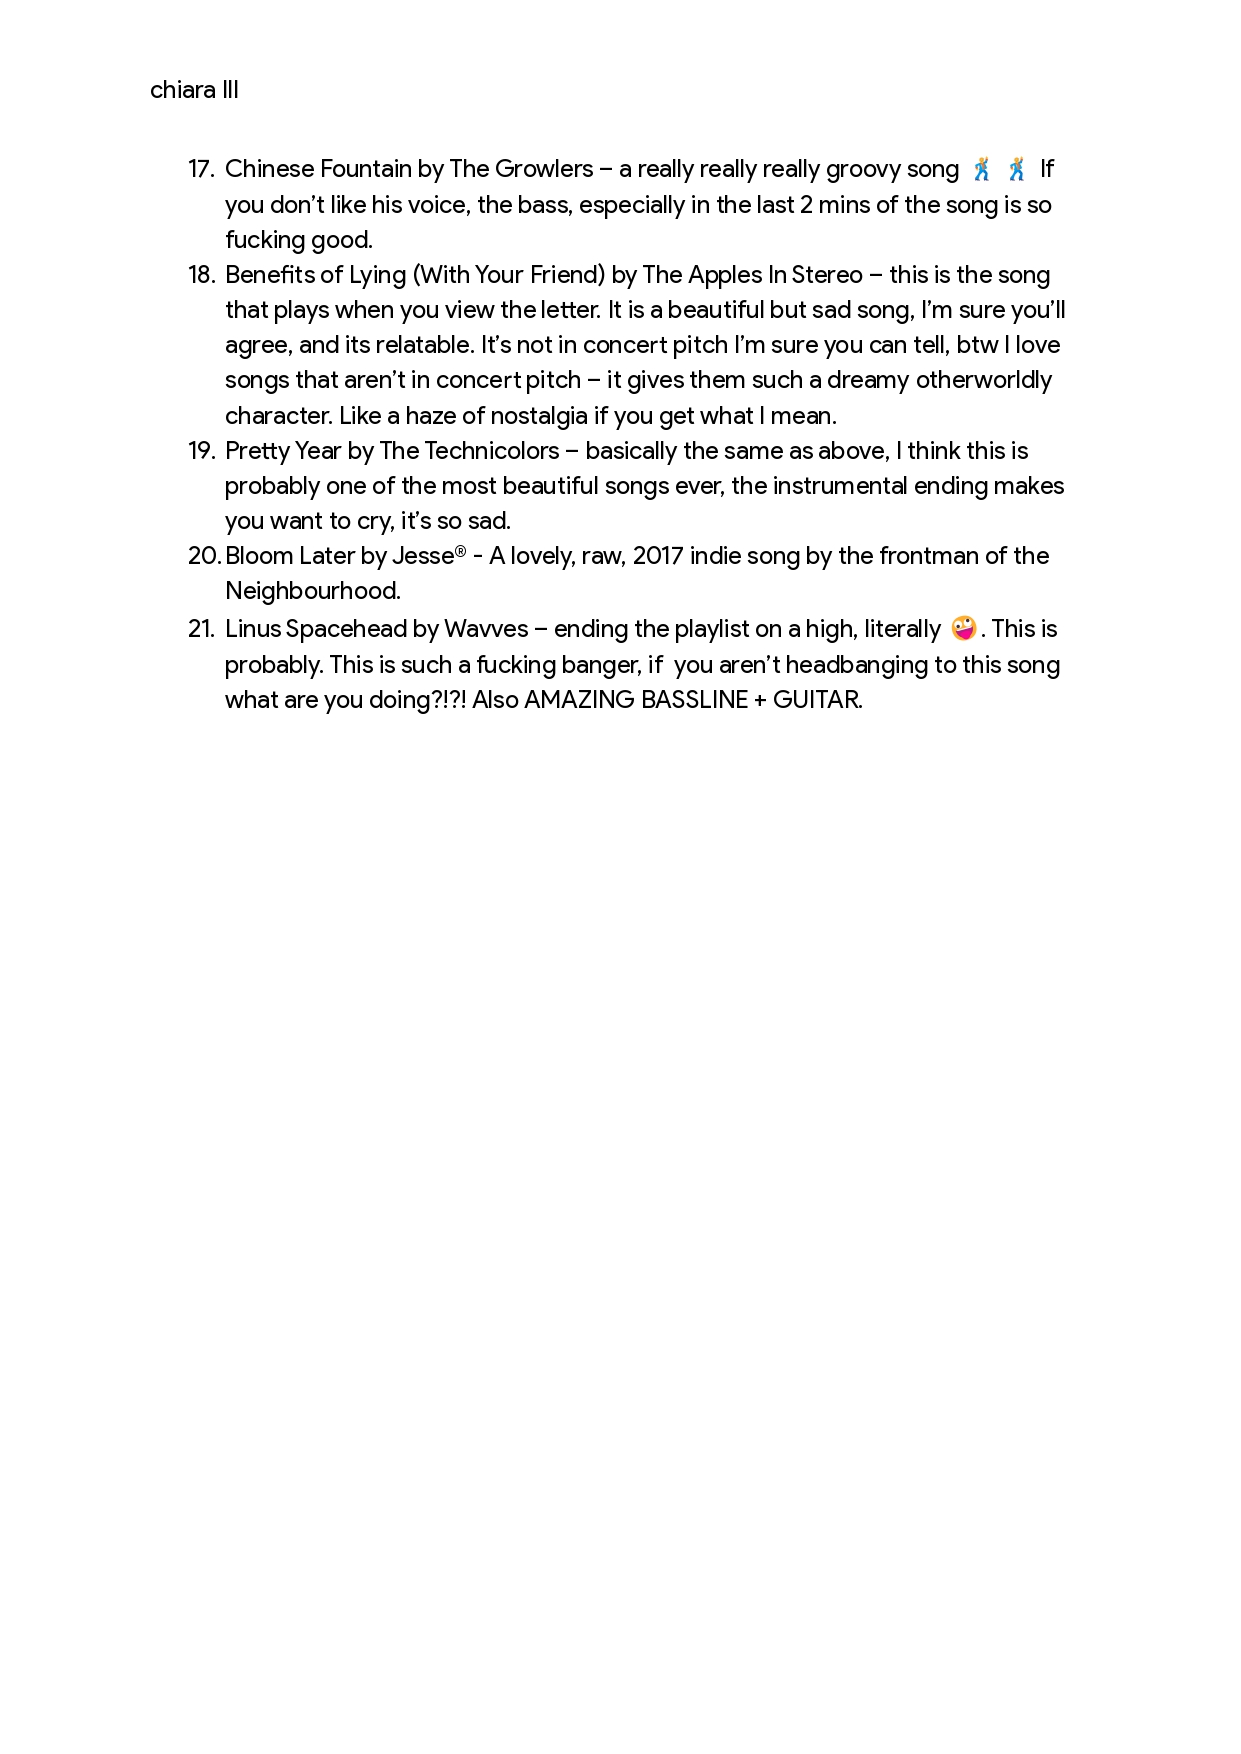 chiara III
17. Chinese Fountain by The Growlers – a really really really groovy song 🕺 🕺 If
you don’t like his voice, the bass, especially in the last 2 mins of the song is so
fucking good.
18. Benefits of Lying (With Your Friend) by The Apples In Stereo – this is the song
that plays when you view the letter. It is a beautiful but sad song, I’m sure you’ll
agree, and its relatable. It’s not in concert pitch I’m sure you can tell, btw I love
songs that aren’t in concert pitch – it gives them such a dreamy otherworldly
character. Like a haze of nostalgia if you get what I mean.
19. Pretty Year by The Technicolors – basically the same as above, I think this is
probably one of the most beautiful songs ever, the instrumental ending makes
you want to cry, it’s so sad.
20. Bloom Later by Jesse® - A lovely, raw, 2017 indie song by the frontman of the
Neighbourhood.
21. Linus Spacehead by Wavves – ending the playlist on a high, literally 🤪. This is
probably. This is such a fucking banger, if  you aren’t headbanging to this song
what are you doing?!?! Also AMAZING BASSLINE + GUITAR.